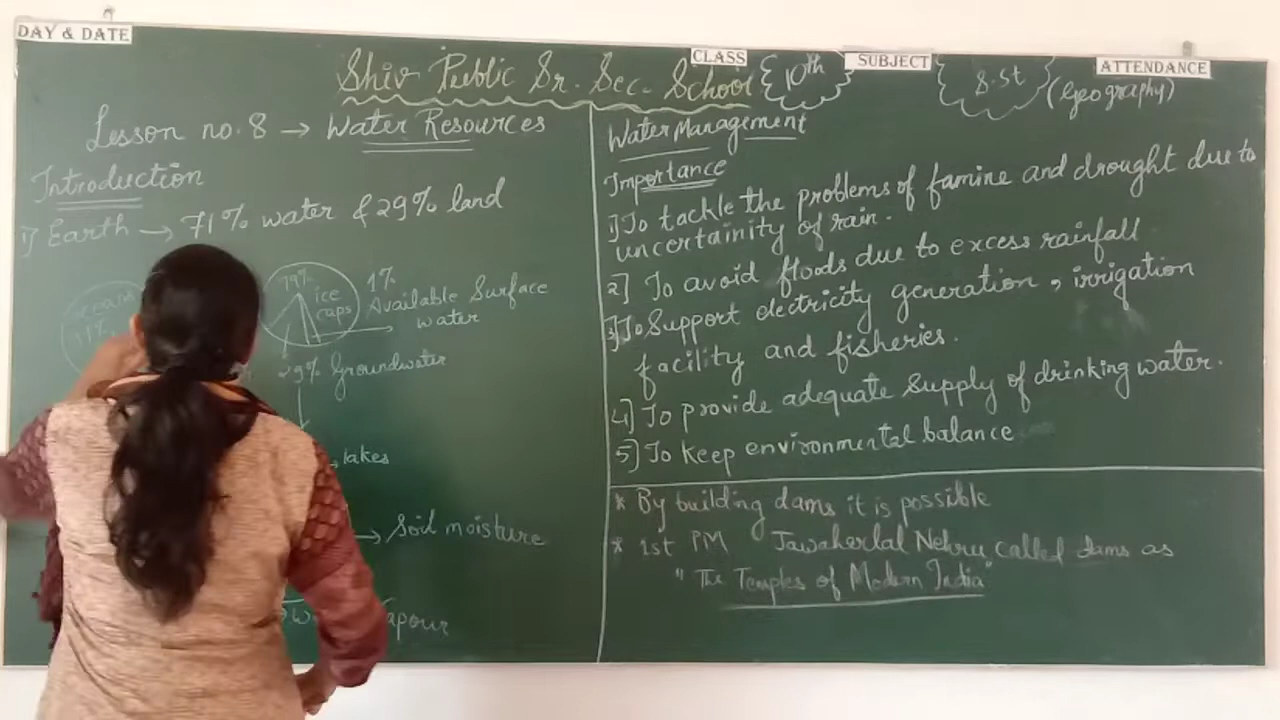 DAY & DATE
CLASS
SUBJECT
ATTENDANCE
Shiv Public Sr. Sec. School
10th
S.St
(Geography)
Lesson no. 8 → Water Resources
Introduction
1) Earth → 71% water & 29% land
79%
ice
caps
1%
Available Surface
water
29% Groundwater
→ lakes
→ Soil moisture
Water Management
Importance
1) To tackle the problems of famine and drought due to
uncertainity of rain.
2] To avoid floods due to excess rainfall
3] To Support electricity generation, irrigation
facility and fisheries.
4] To provide adequate supply of drinking water.
5] To keep environmental balance
* By building dams it is possible
* 1st PM Jawaherlal Nehru called dams as
"The Temples of Modern India"